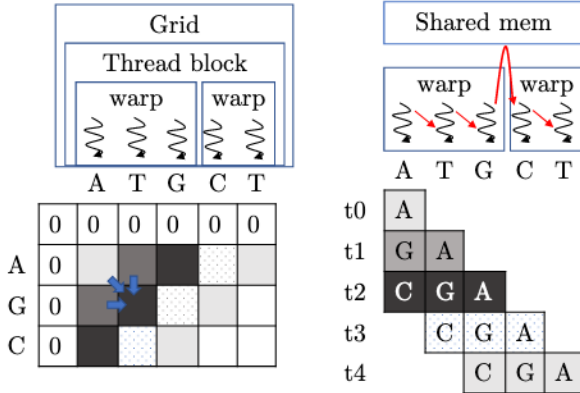 Grid
Thread block
warp warp
A T G C T
0 0 0 0 0 0
A 0
G 0
C 0
Shared mem
warp warp
A T G C T
t0 A
t1 G A
t2 C G A
t3 C G A
t4 C G A